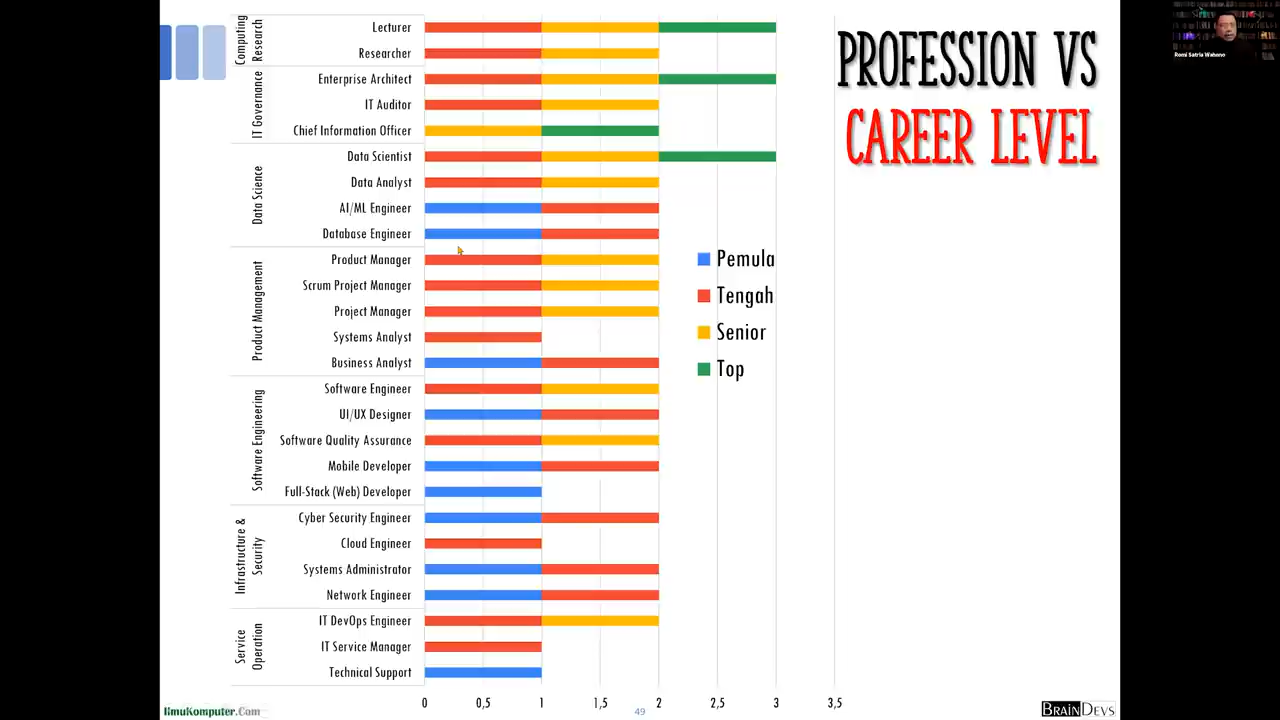 PROFESSION VS
CAREER LEVEL
Romi Satria Wahono
Computing
Research
Lecturer
Researcher
IT Governance
Enterprise Architect
IT Auditor
Chief Information Officer
Data Science
Data Scientist
Data Analyst
AI/ML Engineer
Database Engineer
Product Management
Product Manager
Scrum Project Manager
Project Manager
Systems Analyst
Business Analyst
Software Engineering
Software Engineer
UI/UX Designer
Software Quality Assurance
Mobile Developer
Full-Stack (Web) Developer
Infrastructure &
Security
Cyber Security Engineer
Cloud Engineer
Systems Administrator
Network Engineer
Service
Operation
IT DevOps Engineer
IT Service Manager
Technical Support
Pemula
Tengah
Senior
Top
0 0,5 1 1,5 2 2,5 3 3,5
IlmuKomputer.Com
49
BRAINDEVS